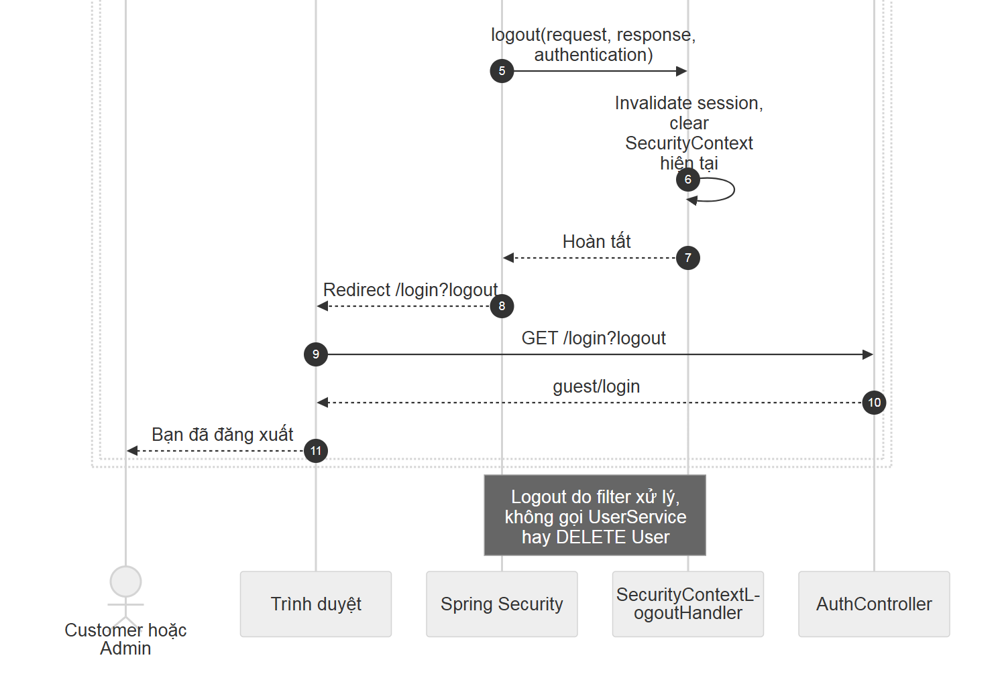 logout(request, response,
authentication)
5
Invalidate session,
clear
SecurityContext
hiện tại
6
Hoàn tất
7
Redirect /login?logout
8
GET /login?logout
9
guest/login
10
Bạn đã đăng xuất
11
Logout do filter xử lý,
không gọi UserService
hay DELETE User
Customer hoặc
Admin
Trình duyệt
Spring Security
SecurityContextL-
ogoutHandler
AuthController